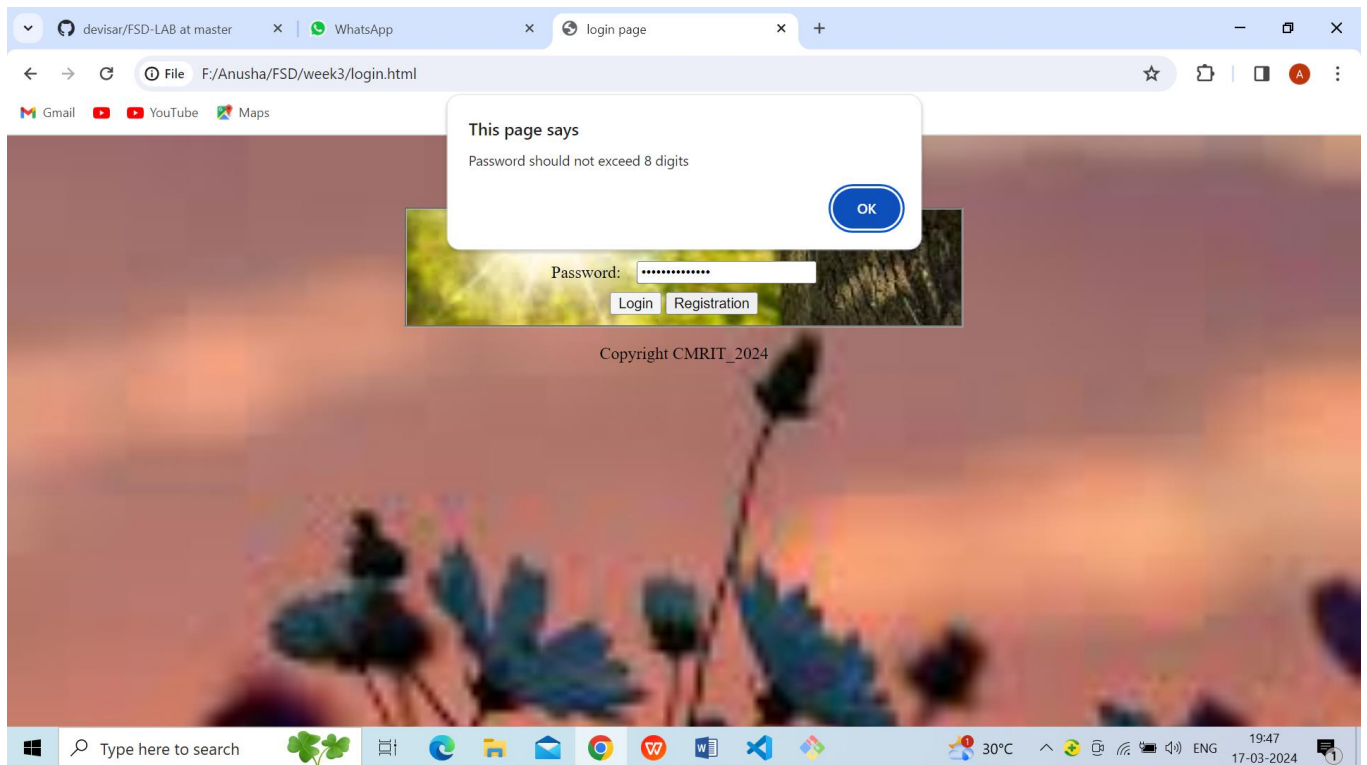 devisar/FSD-LAB at master
WhatsApp
login page
File F:/Anusha/FSD/week3/login.html
A
Gmail YouTube Maps
This page says
Password should not exceed 8 digits
OK
Password: ••••••••••••••
Login Registration
Copyright CMRIT_2024
Type here to search
30°C
ENG
19:47
17-03-2024
1